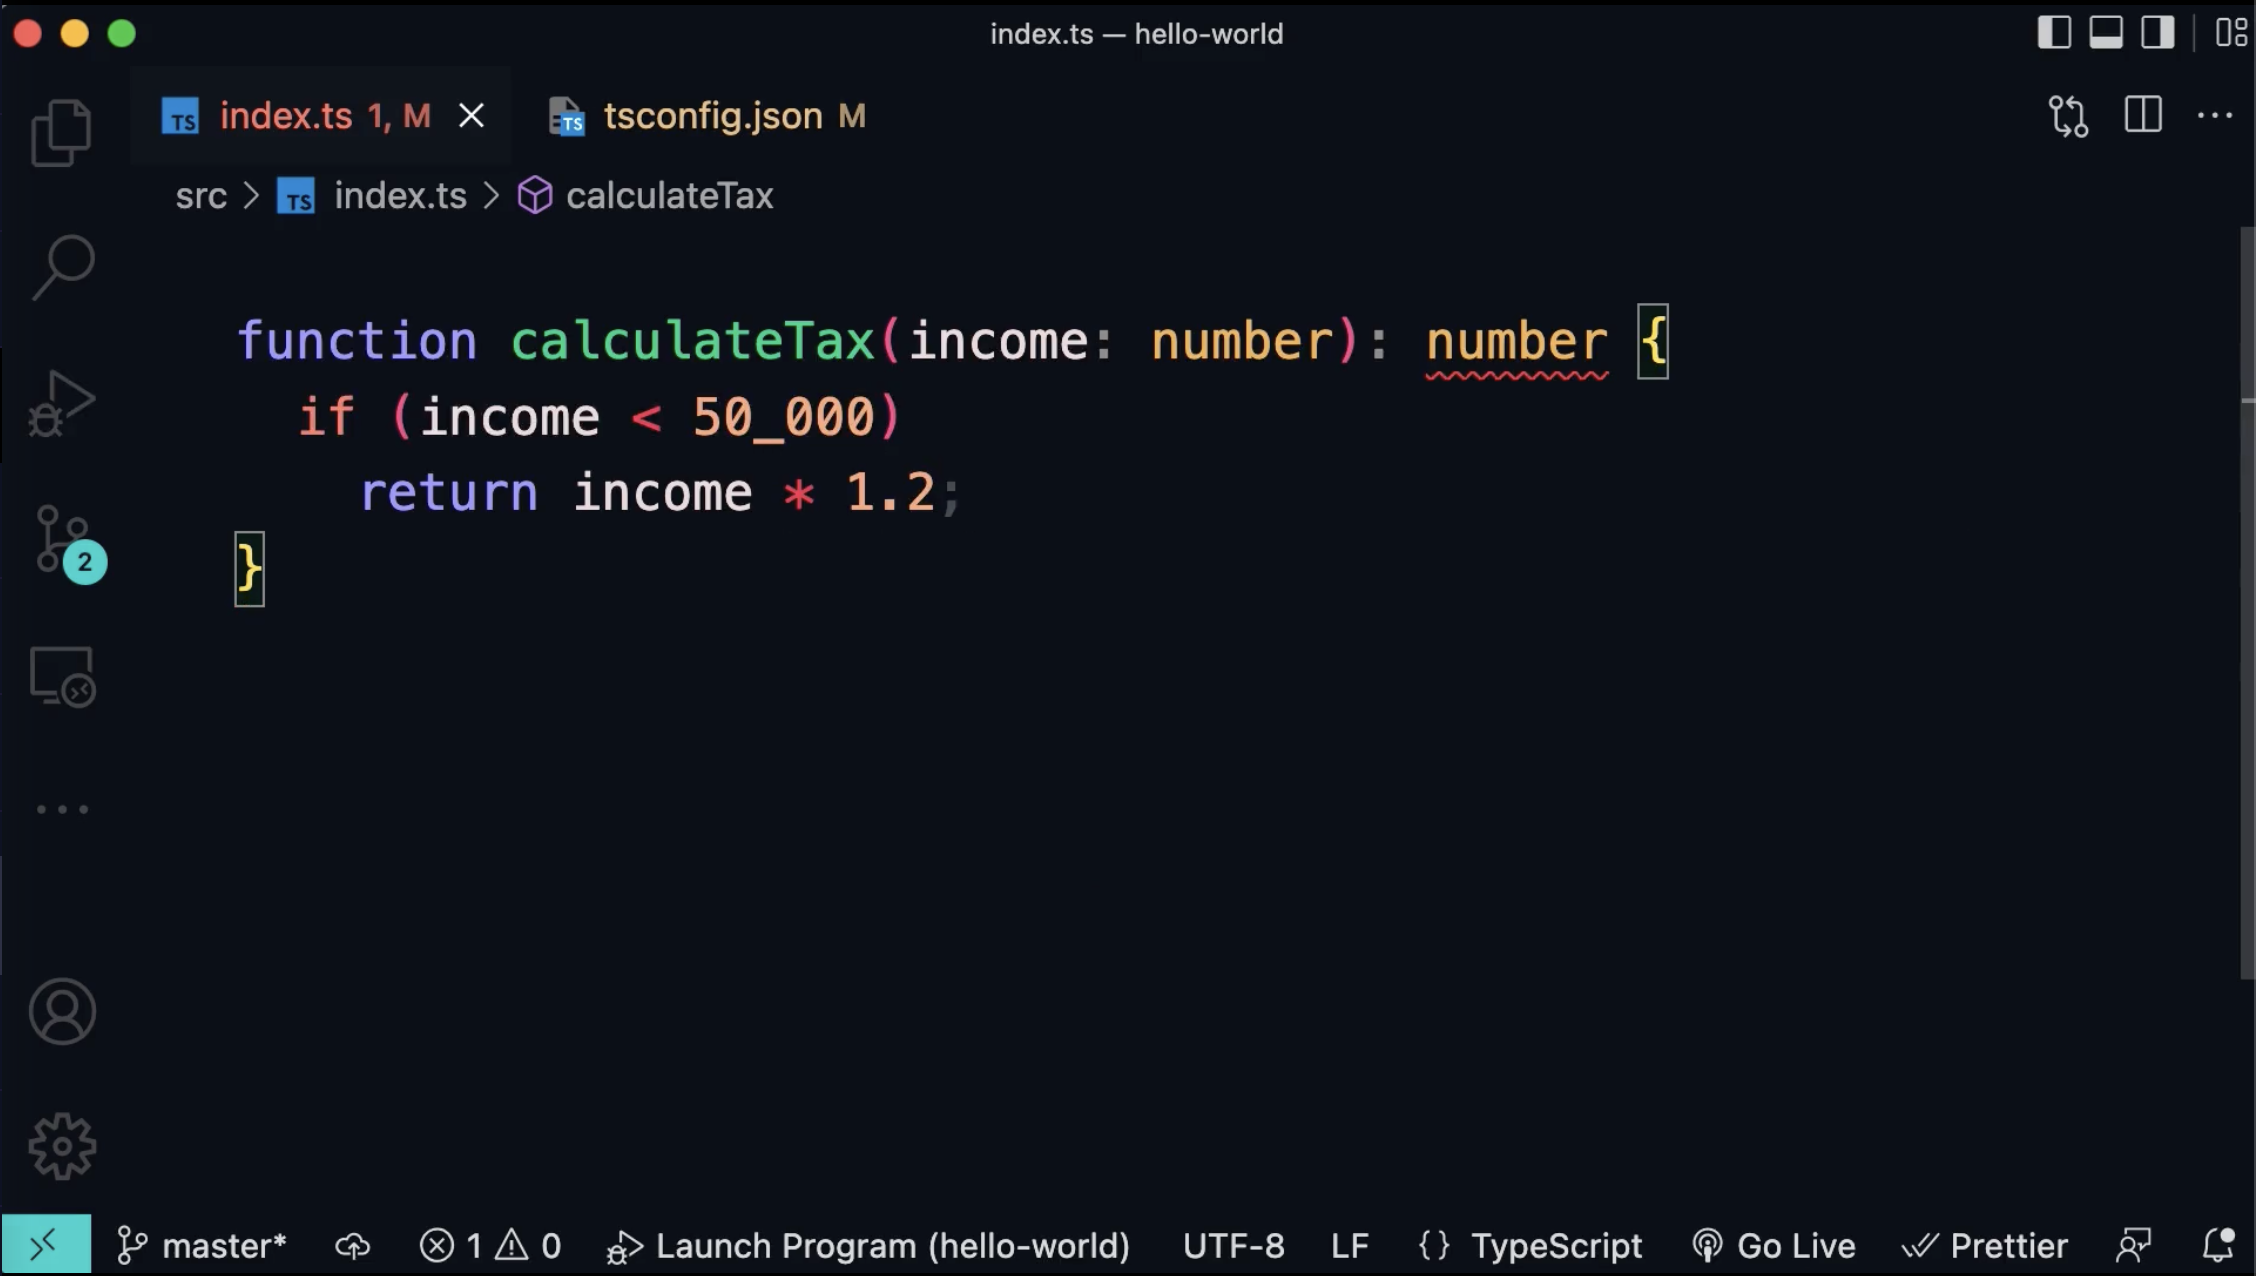 index.ts — hello-world
TS index.ts 1, M TS tsconfig.json M
src > TS index.ts > calculateTax
function calculateTax(income: number): number {
if (income < 50_000)
return income * 1.2;
}
2
master* 1 0 Launch Program (hello-world) UTF-8 LF {} TypeScript Go Live Prettier